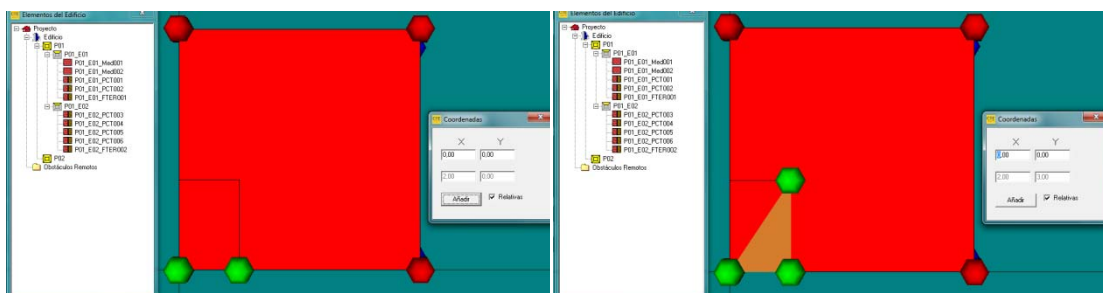 Elementos del Edificio
Proyecto
Edificio
P01
P01_E01
P01_E01_Med001
P01_E01_Med002
P01_E01_PCT001
P01_E01_PCT002
P01_E01_FTER001
P01_E02
P01_E02_PCT003
P01_E02_PCT004
P01_E02_PCT005
P01_E02_PCT006
P01_E02_FTER002
P02
Obstáculos Remotos
Coordenadas
X Y
0,00 0,00
2,00 0,00
Añadir Relativas
Elementos del Edificio
Proyecto
Edificio
P01
P01_E01
P01_E01_Med001
P01_E01_Med002
P01_E01_PCT001
P01_E01_PCT002
P01_E01_FTER001
P01_E02
P01_E02_PCT003
P01_E02_PCT004
P01_E02_PCT005
P01_E02_PCT006
P01_E02_FTER002
P02
Obstáculos Remotos
Coordenadas
X Y
0,00 0,00
2,00 3,00
Añadir Relativas